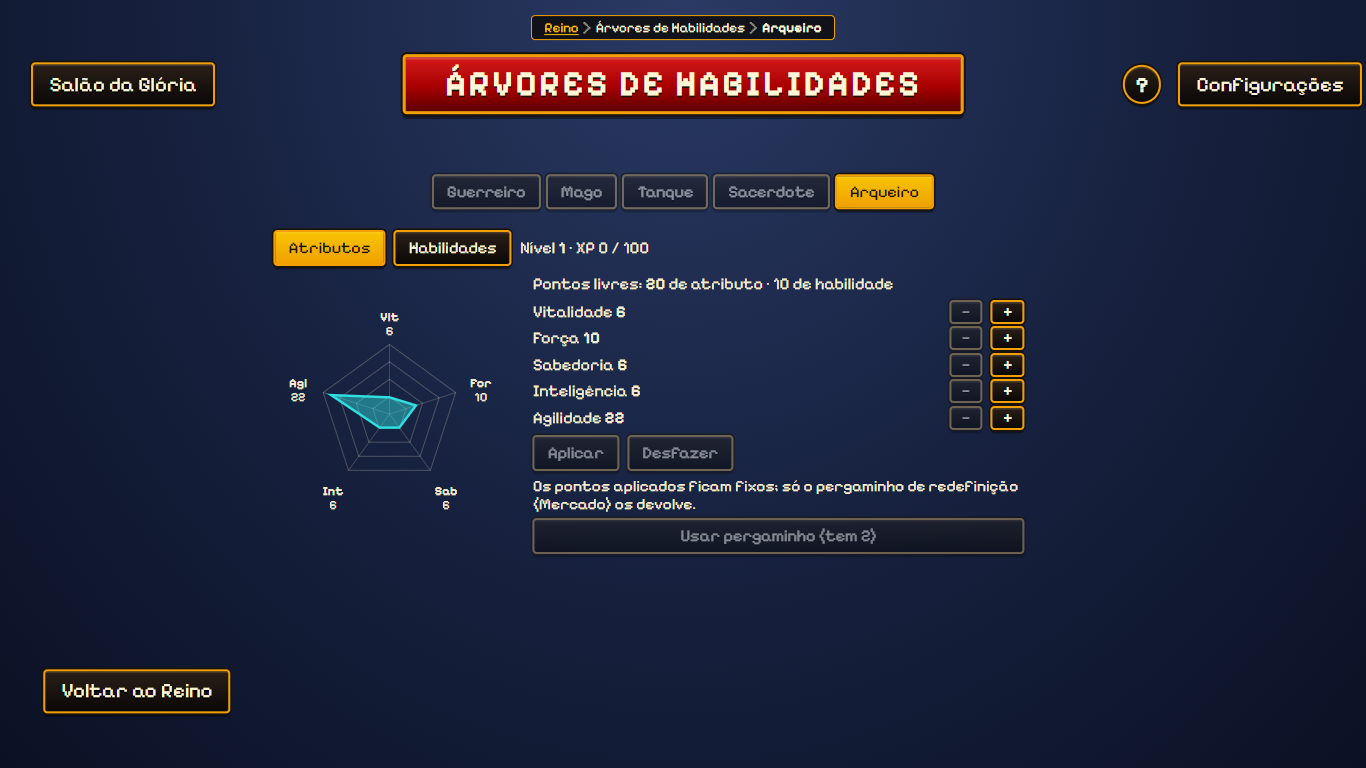 Reino > Árvores de Habilidades > Arqueiro
Salão da Glória
ÁRVORES DE HABILIDADES
?
Configurações
Guerreiro
Mago
Tanque
Sacerdote
Arqueiro
Atributos
Habilidades
Nível 1 · XP 0 / 100
Vit
6
Agi
22
For
10
Int
6
Sab
6
Pontos livres: 20 de atributo · 10 de habilidade
Vitalidade 6 - +
Força 10 - +
Sabedoria 6 - +
Inteligência 6 - +
Agilidade 22 - +
Aplicar
Desfazer
Os pontos aplicados ficam fixos; só o pergaminho de redefinição
(Mercado) os devolve.
Usar pergaminho (tem 2)
Voltar ao Reino